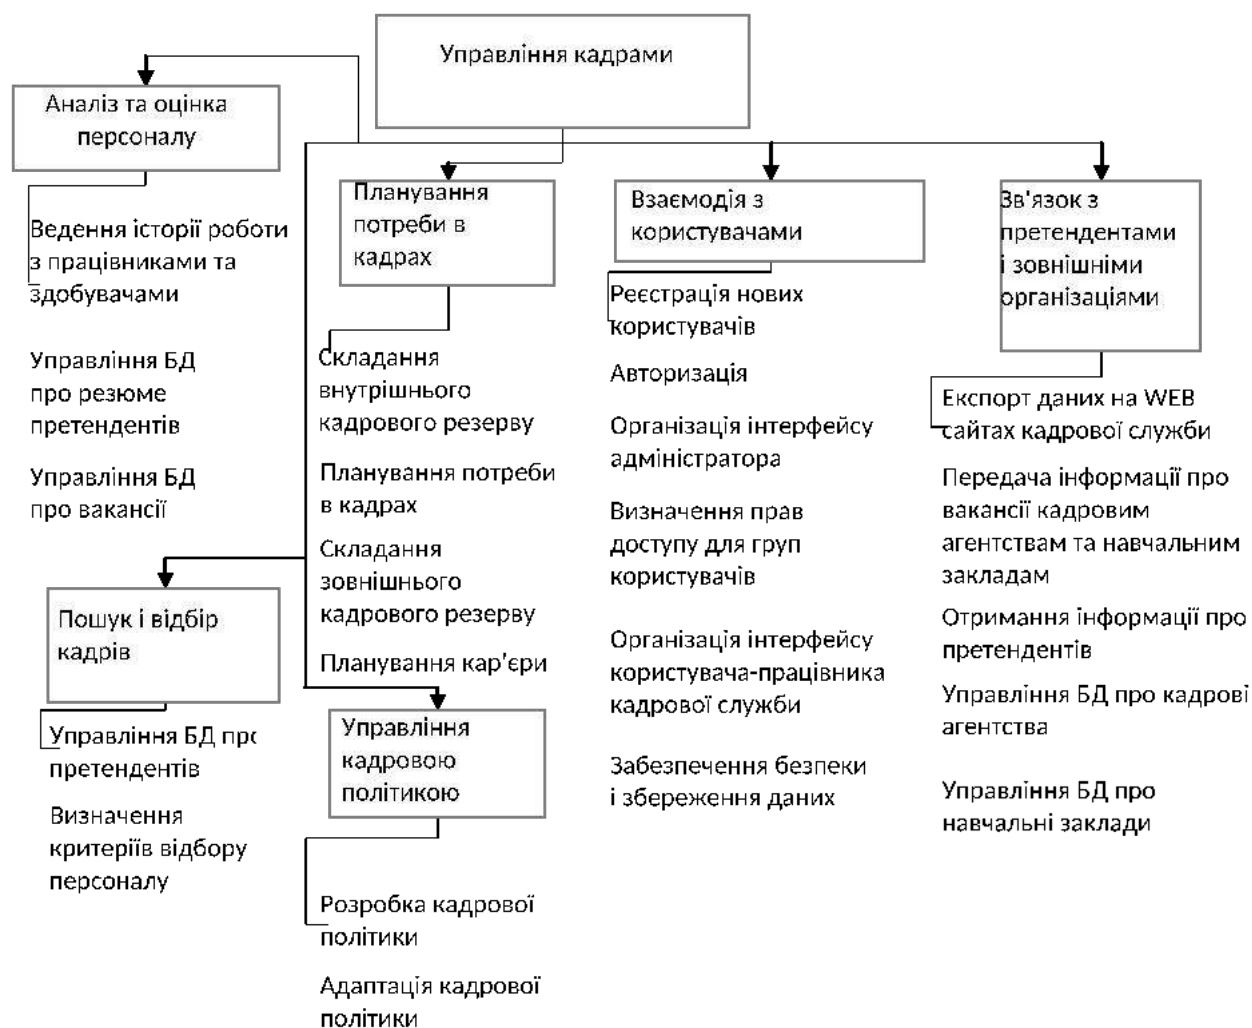 Управління кадрами
Аналіз та оцінка
персоналу
Ведення історії роботи
з працівниками та
здобувачами
Управління БД
про резюме
претендентів
Управління БД
про вакансії
Пошук і відбір
кадрів
Управління БД про
претендентів
Визначення
критеріїв відбору
персоналу
Планування
потреби в
кадрах
Складання
внутрішнього
кадрового резерву
Планування потреби
в кадрах
Складання
зовнішнього
кадрового резерву
Планування кар'єри
Управління
кадровою
політикою
Розробка кадрової
політики
Адаптація кадрової
політики
Взаємодія з
користувачами
Реєстрація нових
користувачів
Авторизація
Організація інтерфейсу
адміністратора
Визначення прав
доступу для груп
користувачів
Організація інтерфейсу
користувача-працівника
кадрової служби
Забезпечення безпеки
і збереження даних
Зв'язок з
претендентами
і зовнішніми
організаціями
Експорт даних на WEB
сайтах кадрової служби
Передача інформації про
вакансії кадровим
агентствам та навчальним
закладам
Отримання інформації про
претендентів
Управління БД про кадрові
агентства
Управління БД про
навчальні заклади